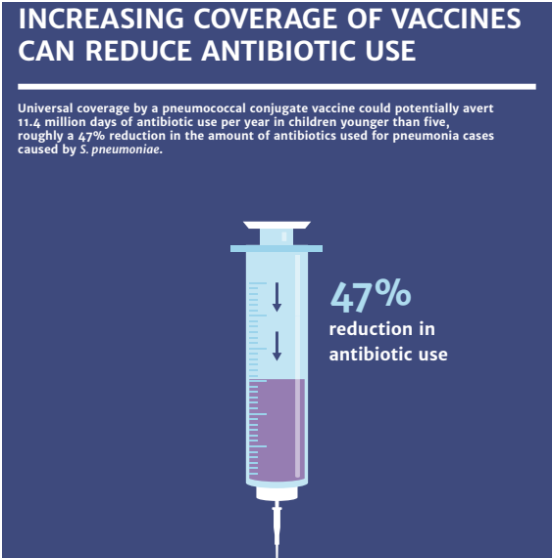 INCREASING COVERAGE OF VACCINES
CAN REDUCE ANTIBIOTIC USE
Universal coverage by a pneumococcal conjugate vaccine could potentially avert
11.4 million days of antibiotic use per year in children younger than five,
roughly a 47% reduction in the amount of antibiotics used for pneumonia cases
caused by S. pneumoniae.
47%
reduction in
antibiotic use